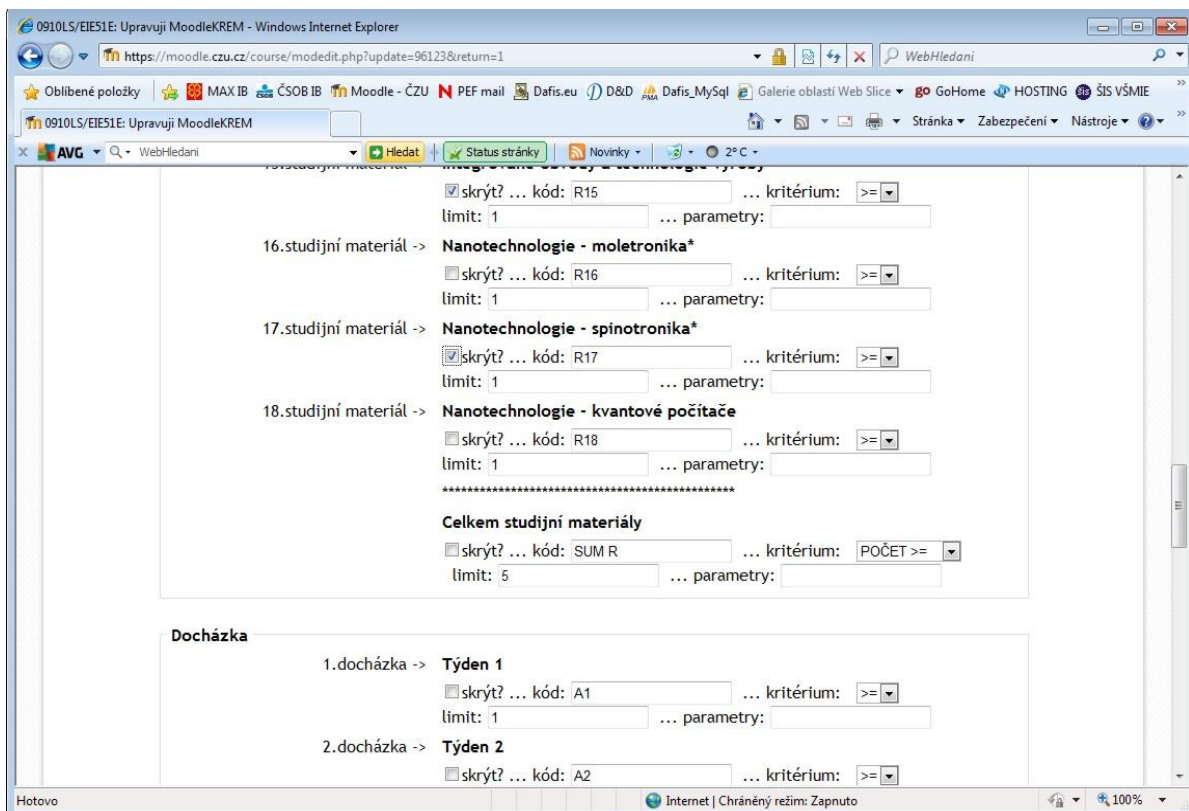 0910LS/EIE51E: Upravuji MoodleKREM - Windows Internet Explorer
https://moodle.czu.cz/course/modedit.php?update=96123&return=1 WebHledani
Oblíbené položky MAX IB ČSOB IB Moodle - ČZU PEF mail Dafis.eu D&D Dafis_MySql Galerie oblastí Web Slice GoHome HOSTING ŠIS VŠMIE »
0910LS/EIE51E: Upravuji MoodleKREM Stránka Zabezpečení Nástroje »
x AVG WebHledani Hledat Status stránky Novinky 2° C
15.studijní materiál -> Integrované obvody a technologie výroby
skrýt? ... kód: R15 ... kritérium: >=
limit: 1 ... parametry:
16.studijní materiál -> Nanotechnologie - moletronika*
skrýt? ... kód: R16 ... kritérium: >=
limit: 1 ... parametry:
17.studijní materiál -> Nanotechnologie - spinotronika*
skrýt? ... kód: R17 ... kritérium: >=
limit: 1 ... parametry:
18.studijní materiál -> Nanotechnologie - kvantové počítače
skrýt? ... kód: R18 ... kritérium: >=
limit: 1 ... parametry:
***********************************************
Celkem studijní materiály
skrýt? ... kód: SUM R ... kritérium: POČET >=
limit: 5 ... parametry:
Docházka
1.docházka -> Týden 1
skrýt? ... kód: A1 ... kritérium: >=
limit: 1 ... parametry:
2.docházka -> Týden 2
skrýt? ... kód: A2 ... kritérium: >=
Hotovo Internet | Chráněný režim: Zapnuto 100%